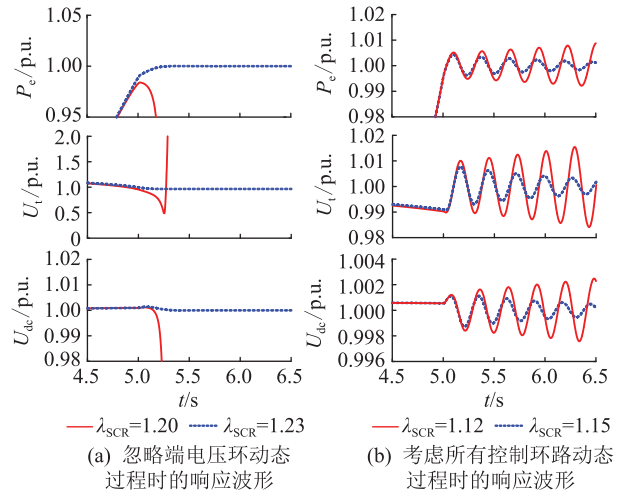 1.00
0.95
P_e/p.u.
2.0
1.5
1.0
0.5
0
U_t/p.u.
1.02
1.01
1.00
0.99
0.98
U_dc/p.u.
4.5 5.0 5.5 6.0 6.5
t/s
λ_SCR=1.20 λ_SCR=1.23
(a) 忽略端电压环动态
过程时的响应波形
1.02
1.01
1.00
0.99
0.98
P_e/p.u.
1.02
1.01
1.00
0.99
0.98
U_t/p.u.
1.004
1.002
1.000
0.998
0.996
U_dc/p.u.
4.5 5.0 5.5 6.0 6.5
t/s
λ_SCR=1.12 λ_SCR=1.15
(b) 考虑所有控制环路动态
过程时的响应波形